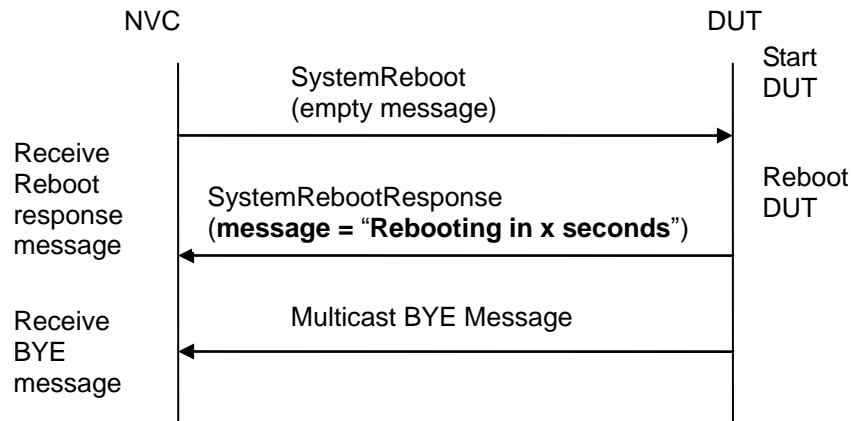 NVC
DUT
Start
DUT
SystemReboot
(empty message)
Receive
Reboot
response
message
Reboot
DUT
SystemRebootResponse
(message = “Rebooting in x seconds”)
Receive
BYE
message
Multicast BYE Message